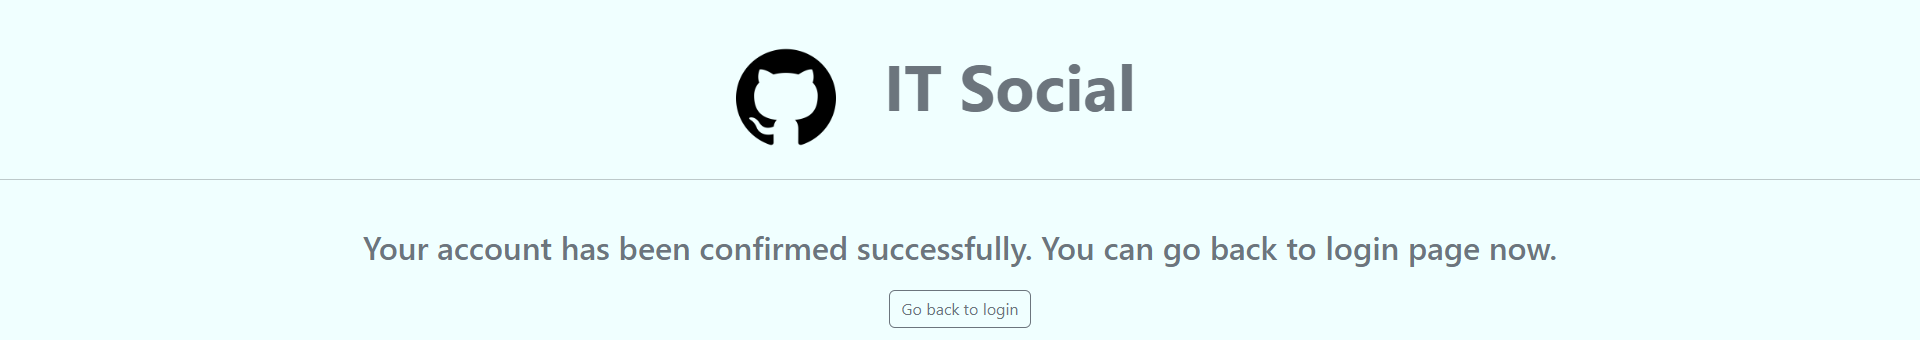 IT Social
Your account has been confirmed successfully. You can go back to login page now.
Go back to login